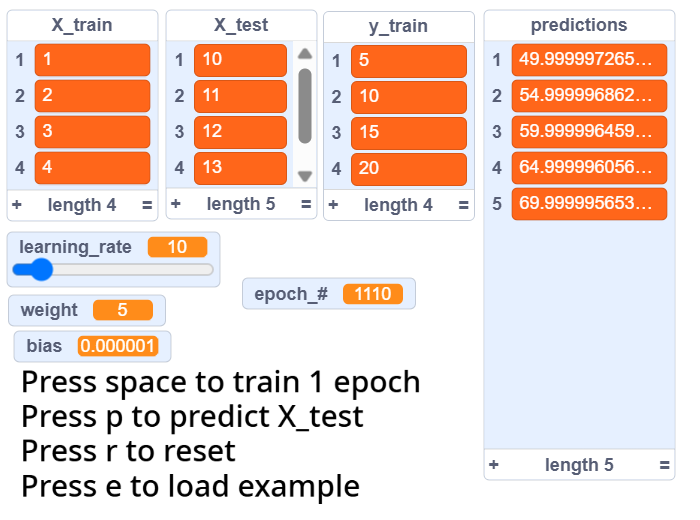 X_train
1 1
2 2
3 3
4 4
+ length 4 =
X_test
1 10
2 11
3 12
4 13
+ length 5 =
y_train
1 5
2 10
3 15
4 20
+ length 4 =
predictions
1 49.999997265...
2 54.999996862...
3 59.999996459...
4 64.999996056...
5 69.999995653...
+ length 5 =
learning_rate 10
weight 5
bias 0.000001
epoch_# 1110
Press space to train 1 epoch
Press p to predict X_test
Press r to reset
Press e to load example